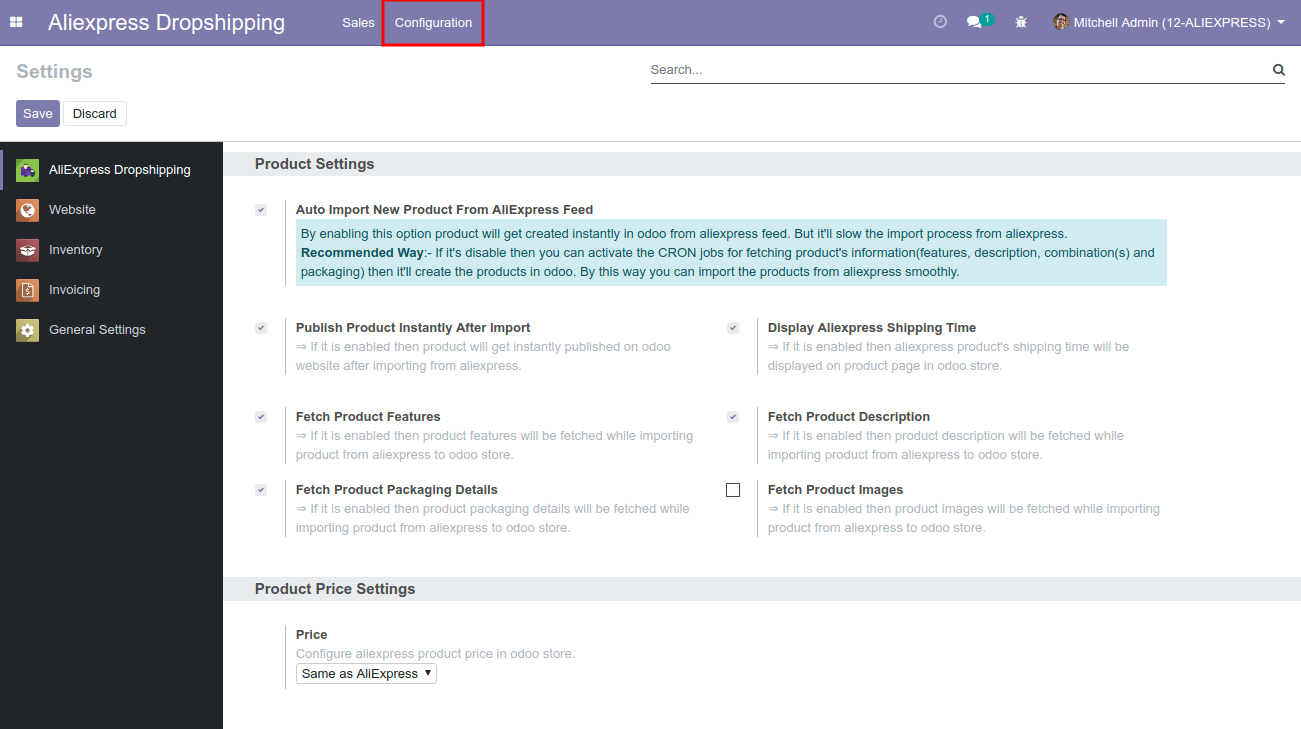 Aliexpress Dropshipping Sales Configuration 1 Mitchell Admin (12-ALIEXPRESS)
Settings
Search...
Save Discard
AliExpress Dropshipping
Website
Inventory
Invoicing
General Settings
Product Settings
Auto Import New Product From AliExpress Feed
By enabling this option product will get created instantly in odoo from aliexpress feed. But it'll slow the import process from aliexpress.
Recommended Way:- If it's disable then you can activate the CRON jobs for fetching product's information(features, description, combination(s) and
packaging) then it'll create the products in odoo. By this way you can import the products from aliexpress smoothly.
Publish Product Instantly After Import
⇒ If it is enabled then product will get instantly published on odoo
website after importing from aliexpress.
Display Aliexpress Shipping Time
⇒ If it is enabled then aliexpress product's shipping time will be
displayed on product page in odoo store.
Fetch Product Features
⇒ If it is enabled then product features will be fetched while importing
product from aliexpress to odoo store.
Fetch Product Description
⇒ If it is enabled then product description will be fetched while
importing product from aliexpress to odoo store.
Fetch Product Packaging Details
⇒ If it is enabled then product packaging details will be fetched while
importing product from aliexpress to odoo store.
Fetch Product Images
⇒ If it is enabled then product images will be fetched while importing
product from aliexpress to odoo store.
Product Price Settings
Price
Configure aliexpress product price in odoo store.
Same as AliExpress